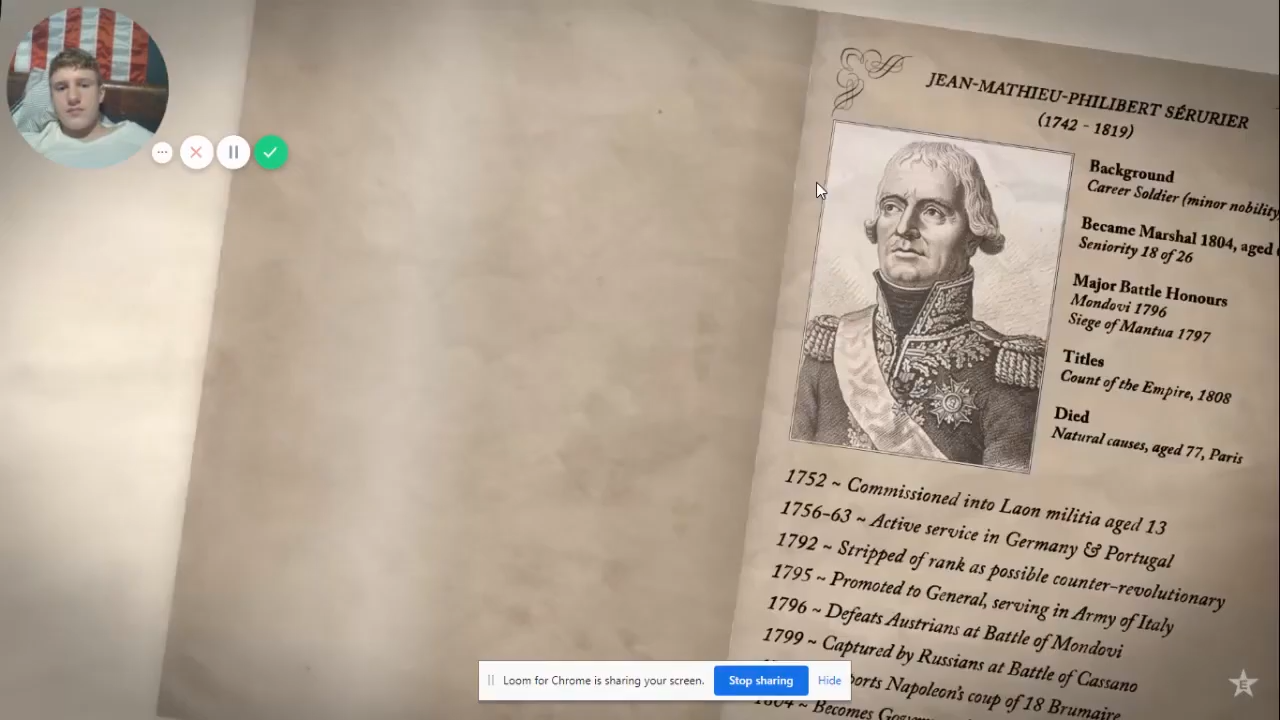 JEAN-MATHIEU-PHILIBERT SÉRURIER
(1742 - 1819)
Background
Career Soldier (minor nobility)
Became Marshal 1804, aged
Seniority 18 of 26
Major Battle Honours
Mondovi 1796
Siege of Mantua 1797
Titles
Count of the Empire, 1808
Died
Natural causes, aged 77, Paris
1752 ~ Commissioned into Laon militia aged 13
1756-63 ~ Active service in Germany & Portugal
1792 ~ Stripped of rank as possible counter-revolutionary
1795 ~ Promoted to General, serving in Army of Italy
1796 ~ Defeats Austrians at Battle of Mondovi
1799 ~ Captured by Russians at Battle of Cassano
Napoleon's coup of 18 Brumaire
1804 ~ Becomes
Loom for Chrome is sharing your screen.
Stop sharing
Hide
E